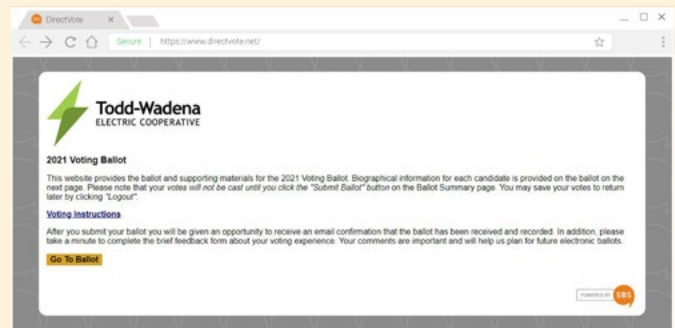 DirectVote
Secure | https://www.directvote.net/
Todd-Wadena
ELECTRIC COOPERATIVE
2021 Voting Ballot
This website provides the ballot and supporting materials for the 2021 Voting Ballot. Biographical information for each candidate is provided on the ballot on the
next page. Please note that your votes will not be cast until you click the "Submit Ballot" button on the Ballot Summary page. You may save your votes to return
later by clicking "Logout".
Voting Instructions
After you submit your ballot you will be given an opportunity to receive an email confirmation that the ballot has been received and recorded. In addition, please
take a minute to complete the brief feedback form about your voting experience. Your comments are important and will help us plan for future electronic ballots.
Go To Ballot
POWERED BY SBS